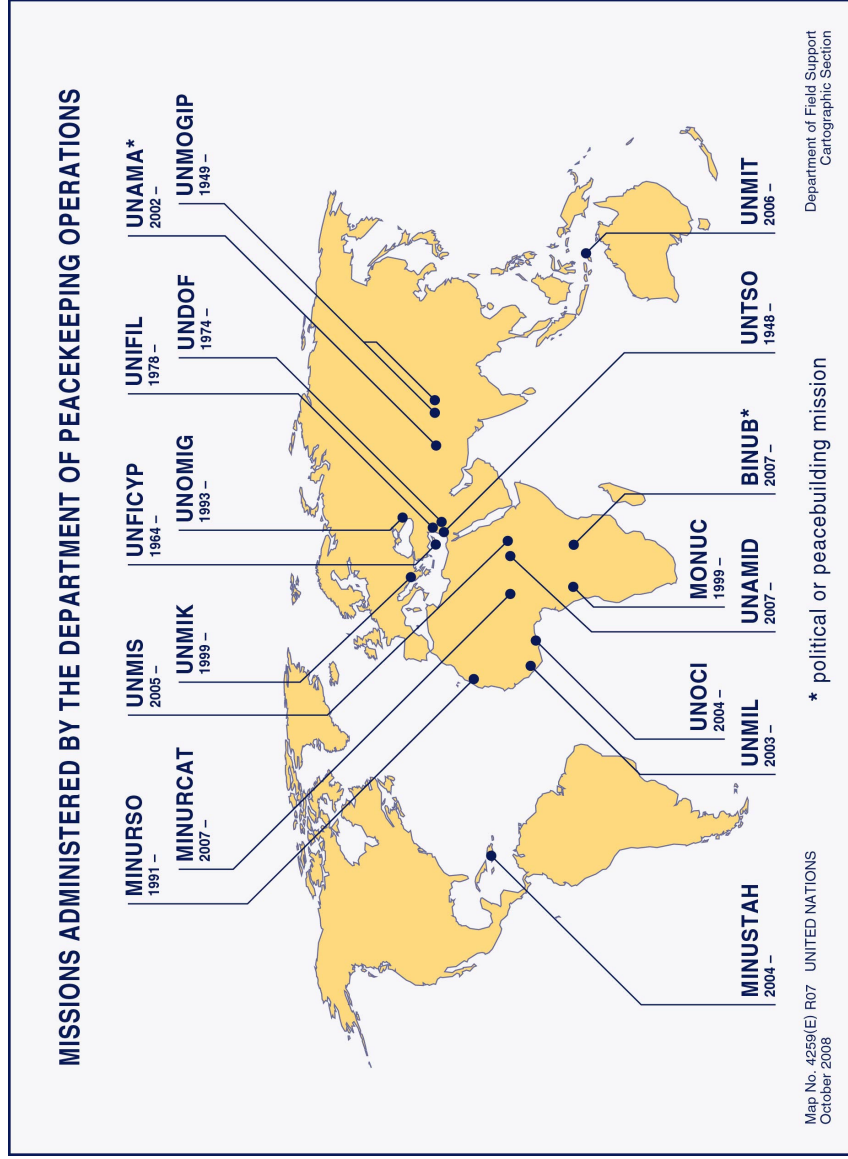 MISSIONS ADMINISTERED BY THE DEPARTMENT OF PEACEKEEPING OPERATIONS
MINURSO
1991 –
MINURCAT
2007 –
UNMIS
2005 –
UNMIK
1999 –
UNFICYP
1964 –
UNOMIG
1993 –
UNIFIL
1978 –
UNDOF
1974 –
UNAMA*
2002 –
UNMOGIP
1949 –
MINUSTAH
2004 –
UNMIL
2003 –
UNOCI
2004 –
UNAMID
2007 –
MONUC
1999 –
BINUB*
2007 –
UNTSO
1948 –
UNMIT
2006 –
* political or peacebuilding mission
Map No. 4259(E) R07 UNITED NATIONS
October 2008
Department of Field Support
Cartographic Section